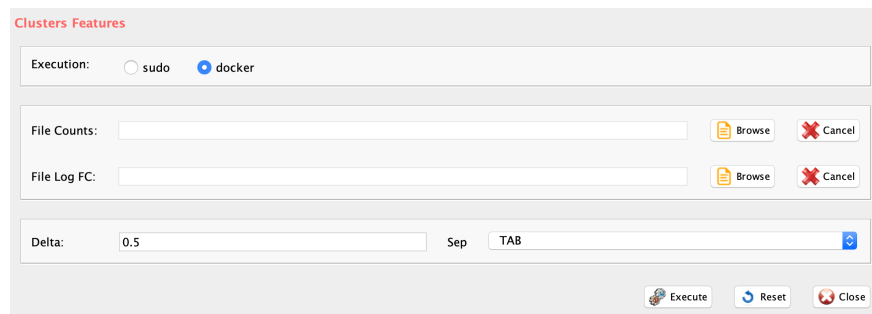 Clusters Features
Execution: sudo docker
File Counts: Browse Cancel
File Log FC: Browse Cancel
Delta: 0.5 Sep TAB
Execute Reset Close